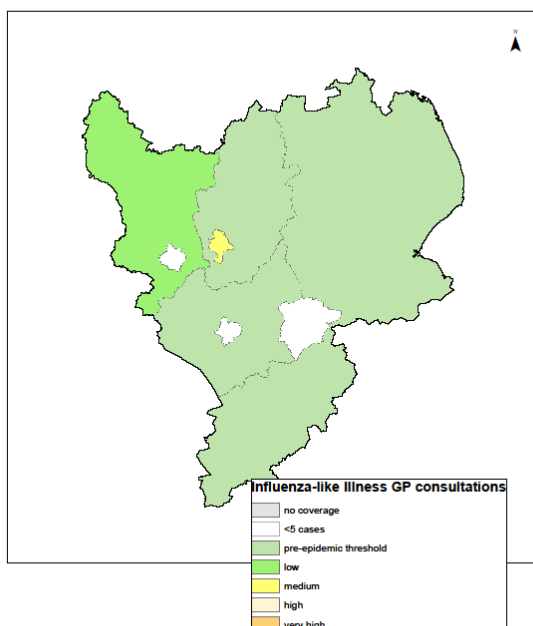 N
Influenza-like Illness GP consultations
no coverage
<5 cases
pre-epidemic threshold
low
medium
high
very high